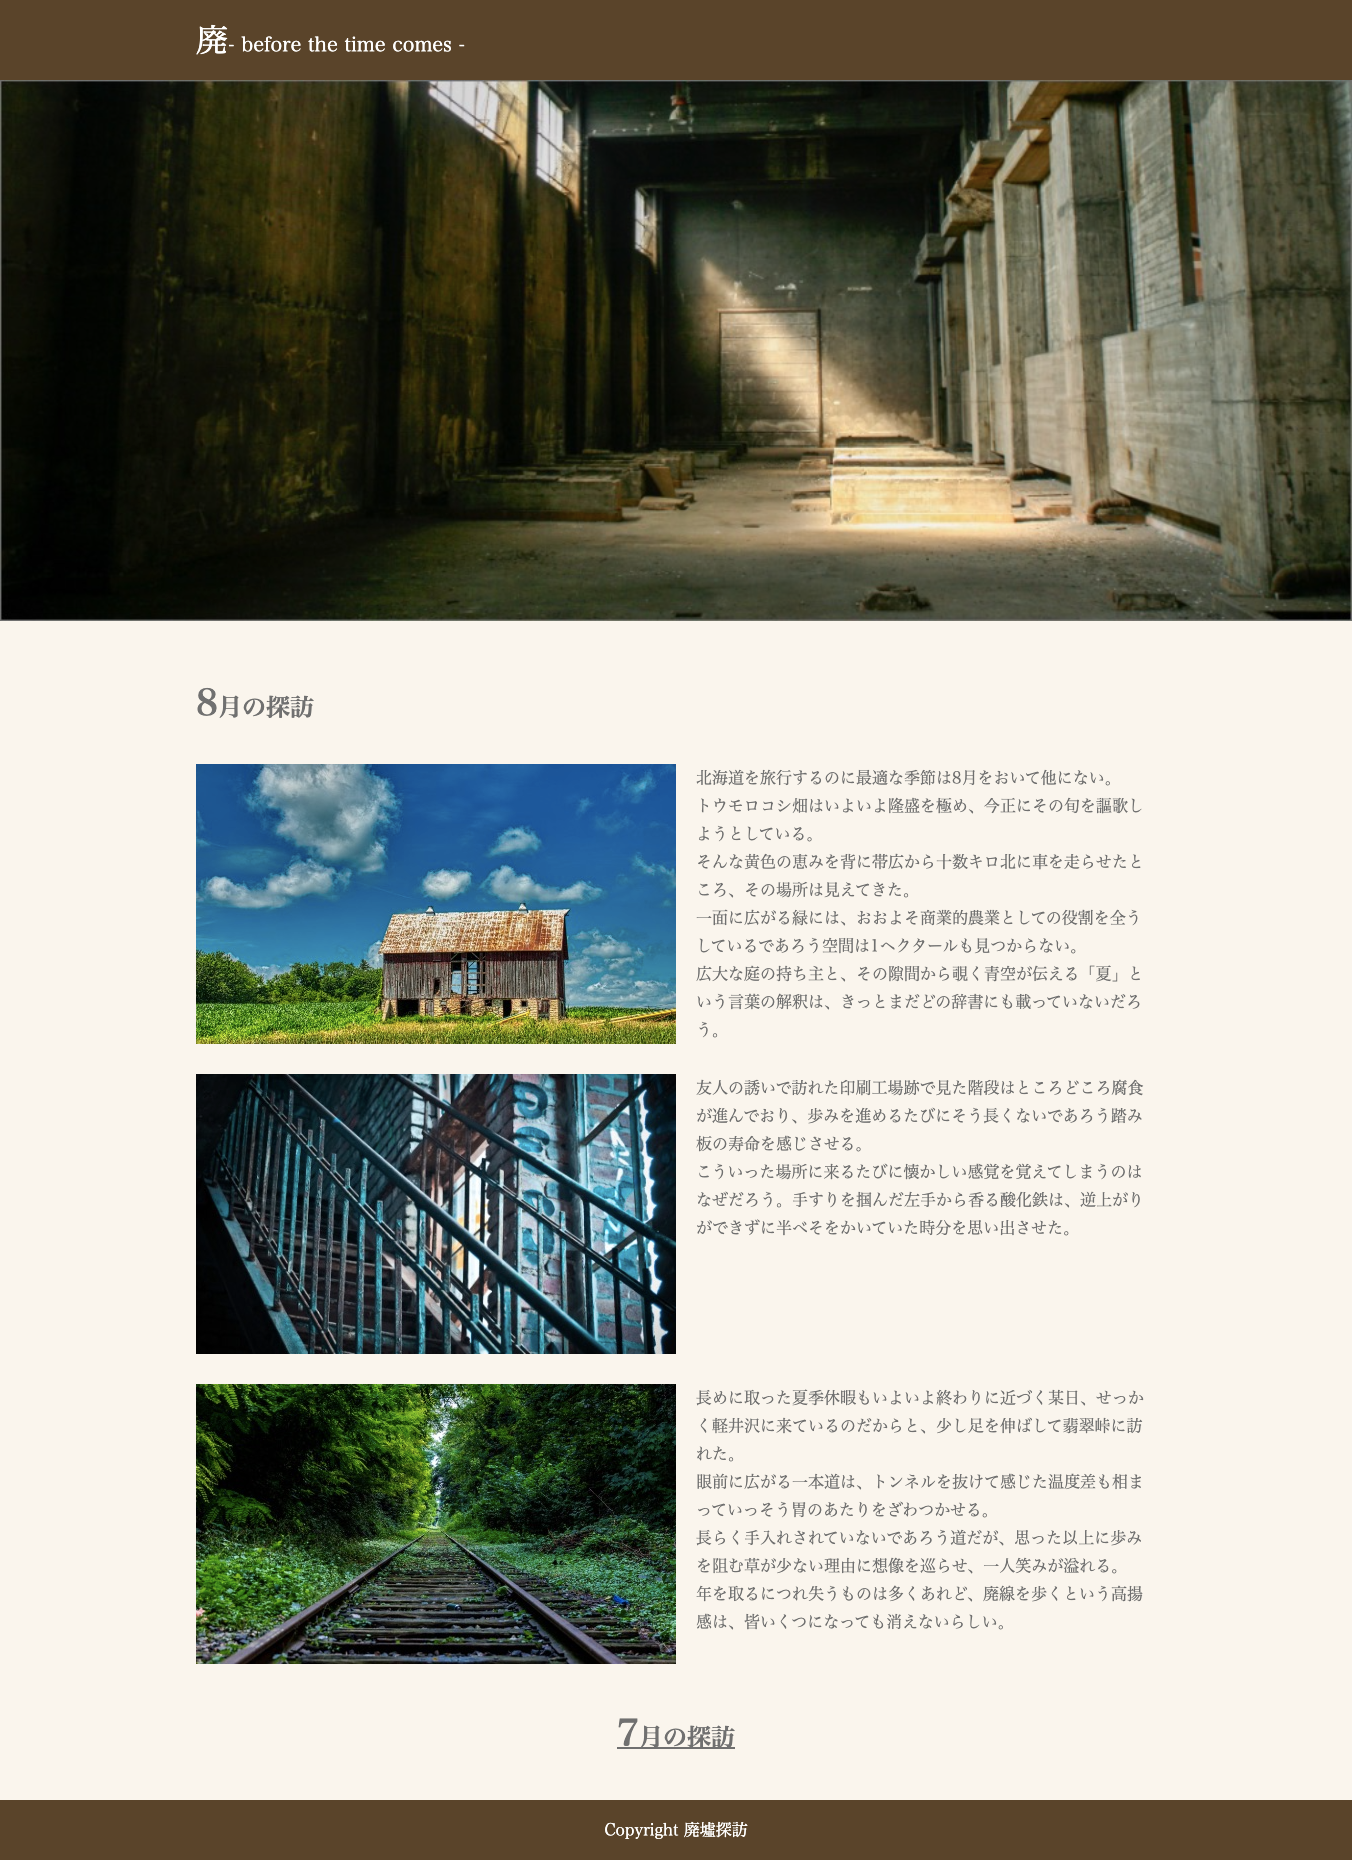 廃- before the time comes -
8月の探訪
北海道を旅行するのに最適な季節は8月をおいて他にない。
トウモロコシ畑はいよいよ隆盛を極め、今正にその旬を謳歌し
ようとしている。
そんな黄色の恵みを背に帯広から十数キロ北に車を走らせたと
ころ、その場所は見えてきた。
一面に広がる緑には、おおよそ商業的農業としての役割を全う
しているであろう空間は1ヘクタールも見つからない。
広大な庭の持ち主と、その隙間から覗く青空が伝える「夏」と
いう言葉の解釈は、きっとまだどの辞書にも載っていないだろ
う。
友人の誘いで訪れた印刷工場跡で見た階段はところどころ腐食
が進んでおり、歩みを進めるたびにそう長くないであろう踏み
板の寿命を感じさせる。
こういった場所に来るたびに懐かしい感覚を覚えてしまうのは
なぜだろう。手すりを掴んだ左手から香る酸化鉄は、逆上がり
ができずに半べそをかいていた時分を思い出させた。
長めに取った夏季休暇もいよいよ終わりに近づく某日、せっか
く軽井沢に来ているのだからと、少し足を伸ばして翡翠峠に訪
れた。
眼前に広がる一本道は、トンネルを抜けて感じた温度差も相ま
っていっそう胃のあたりをざわつかせる。
長らく手入れされていないであろう道だが、思った以上に歩み
を阻む草が少ない理由に想像を巡らせ、一人笑みが溢れる。
年を取るにつれ失うものは多くあれど、廃線を歩くという高揚
感は、皆いくつになっても消えないらしい。
7月の探訪
Copyright 廃墟探訪